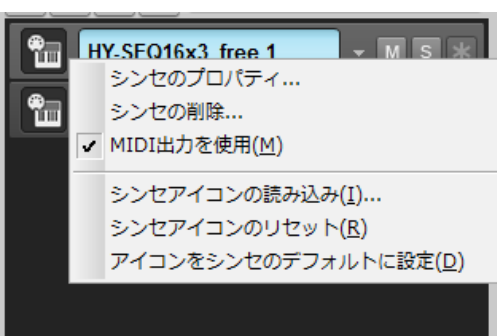 HY-SEQ16x3 free 1 M S
シンセのプロパティ...
シンセの削除...
MIDI出力を使用(M)
シンセアイコンの読み込み(I)...
シンセアイコンのリセット(R)
アイコンをシンセのデフォルトに設定(D)